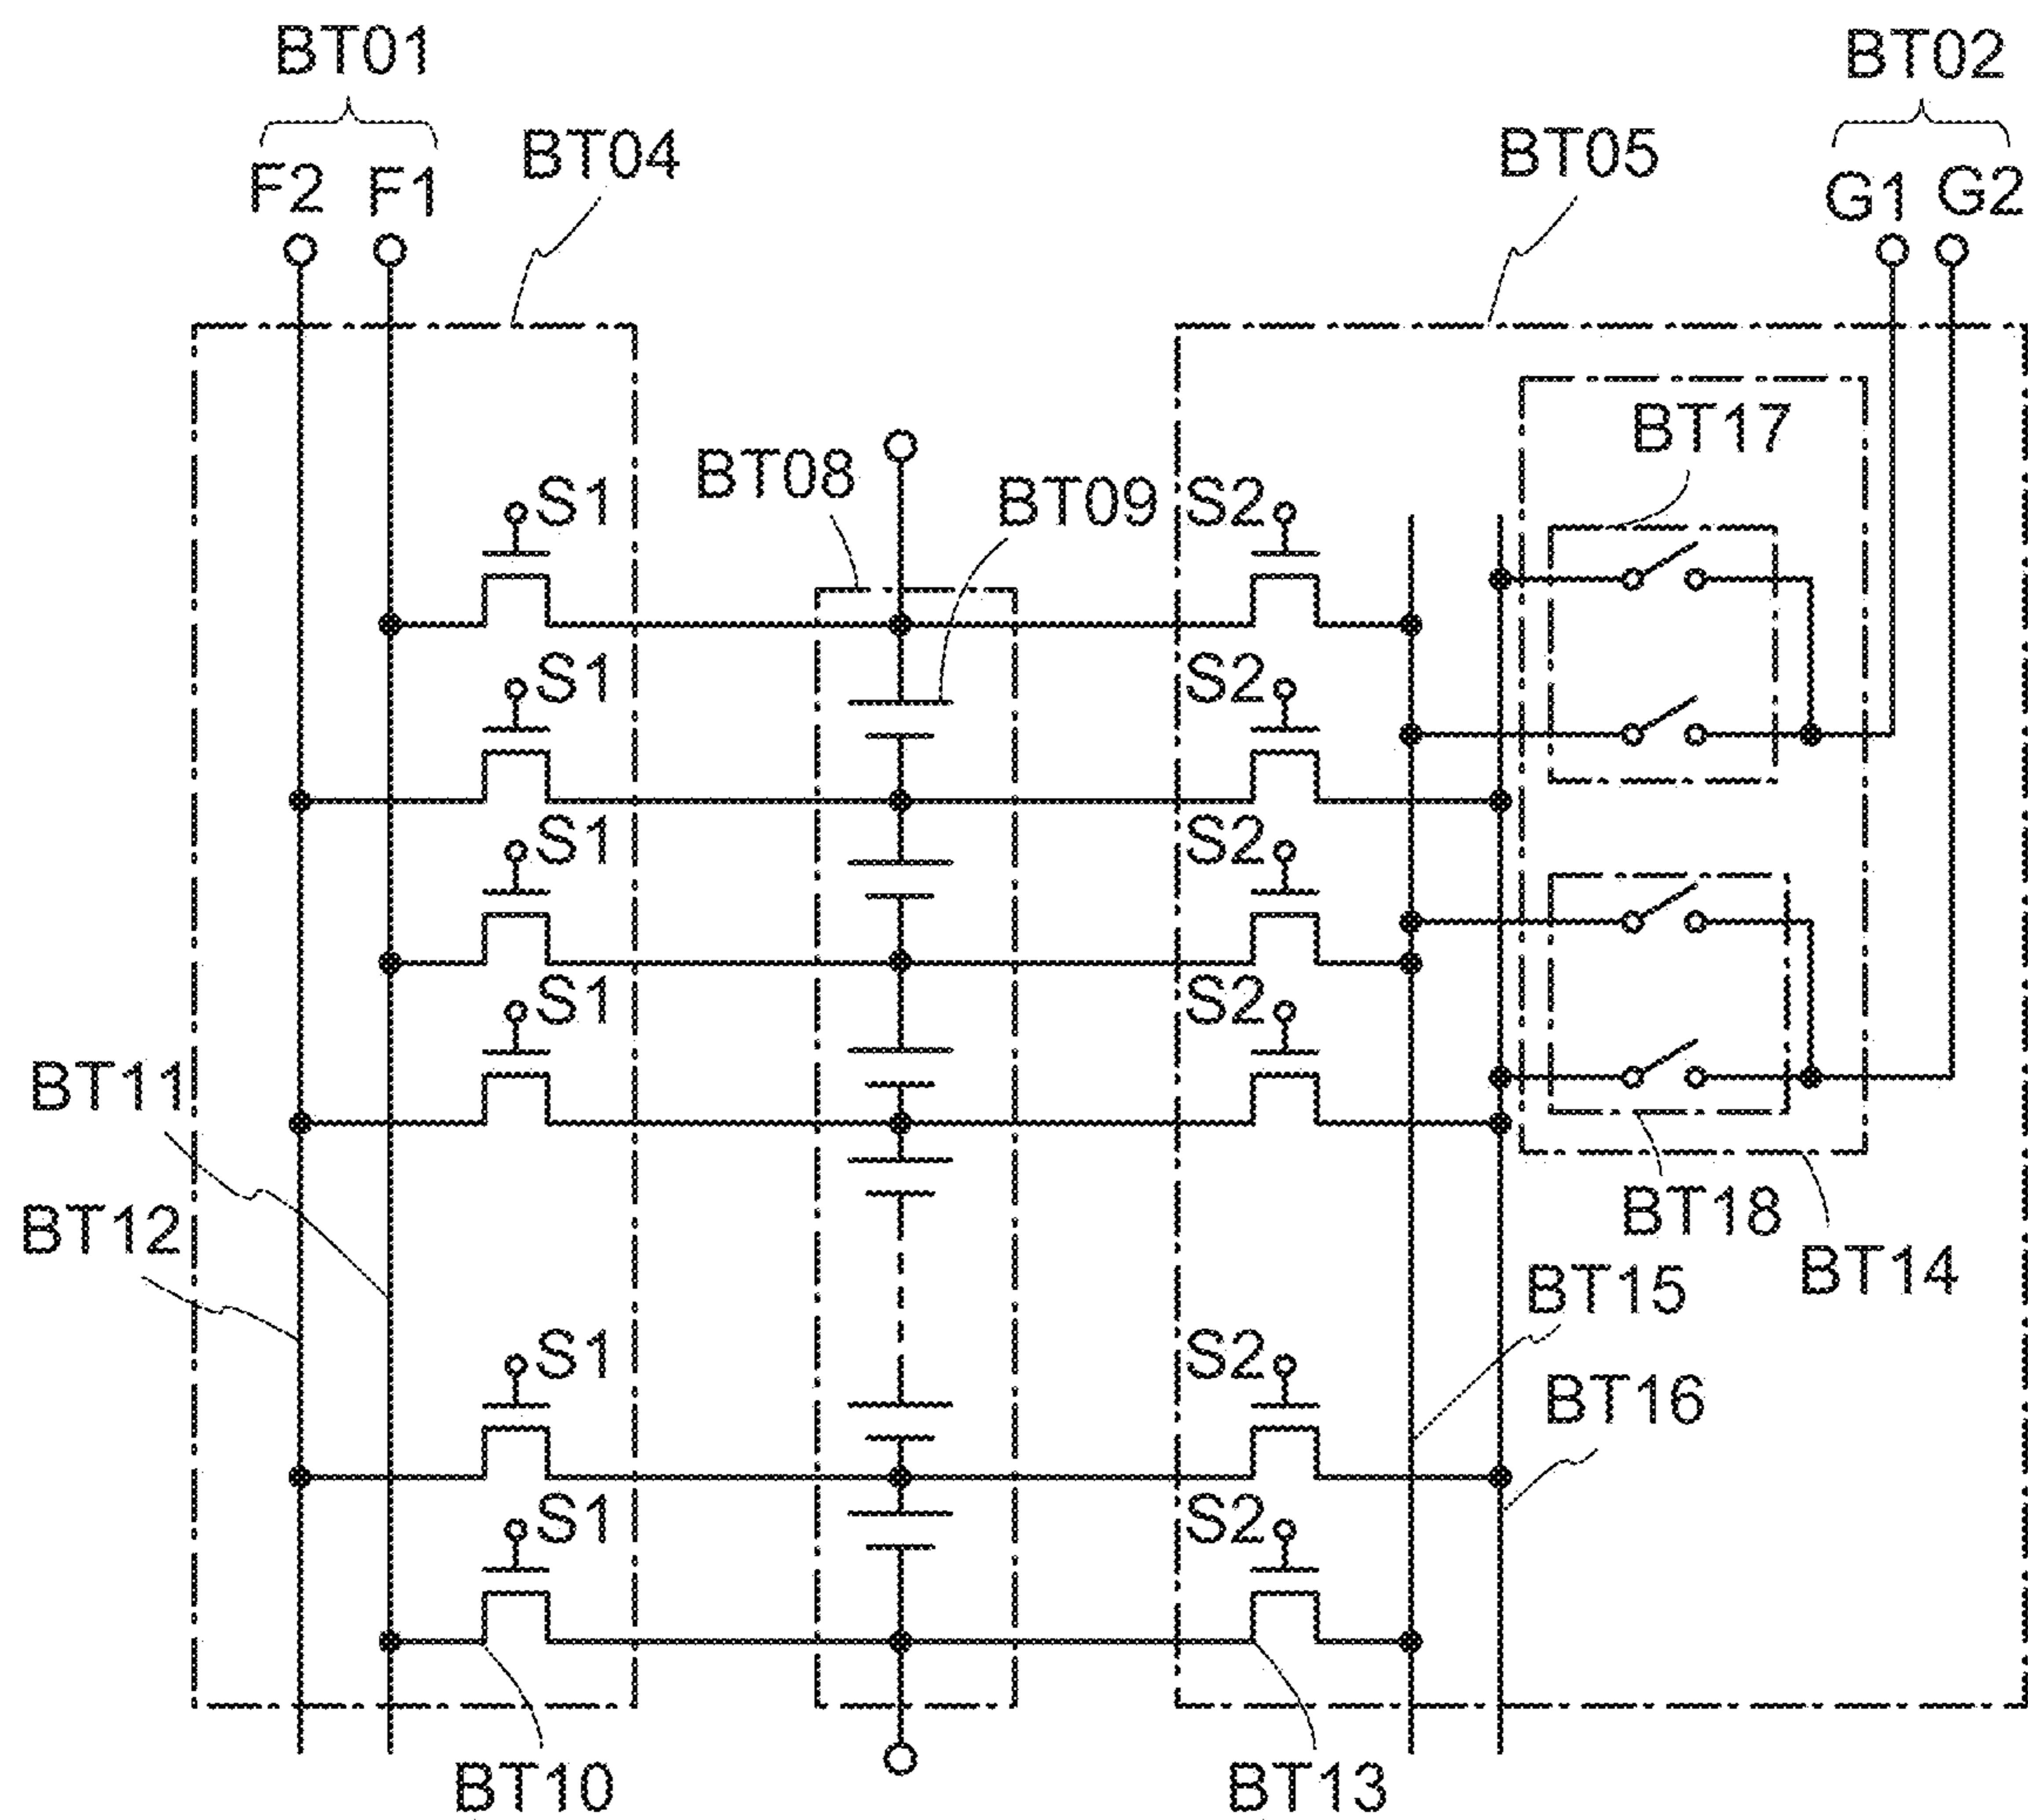 BT01
BT02
F2 F1
BT04
BT05
G1 G2
BT17
BT08
BT09
S1
S2
S1
S2
S1
S2
S1
S2
BT11
BT12
BT18
BT14
BT15
S1
S2
BT16
S1
S2
BT10
BT13